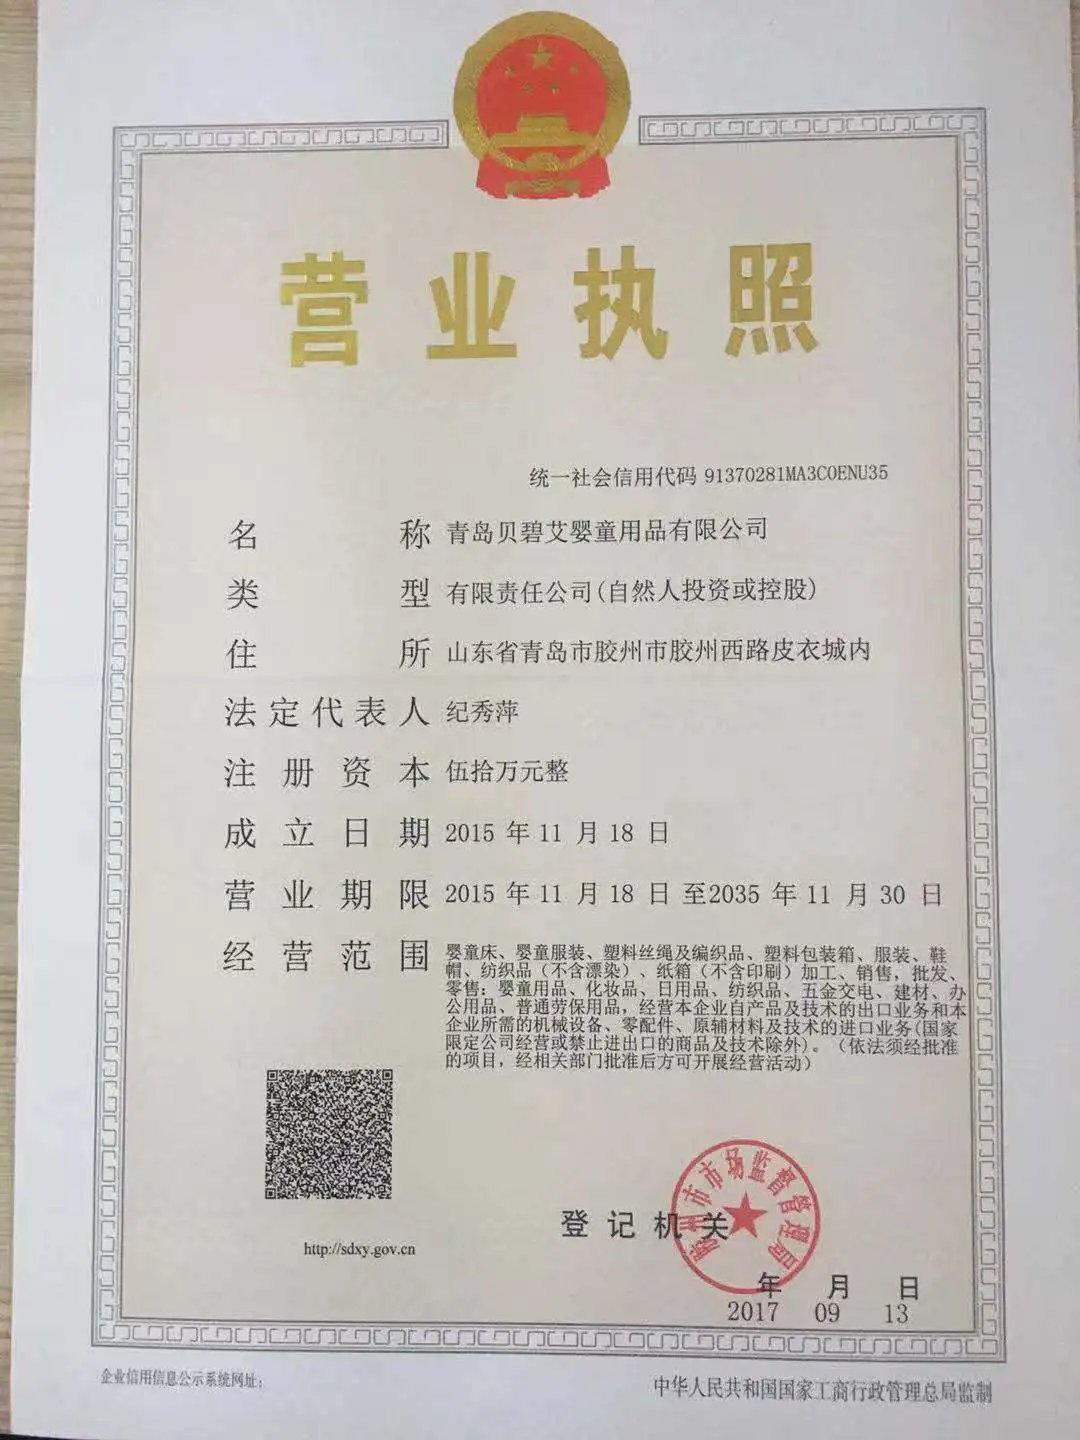 营业执照
统一社会信用代码 91370281MA3C0ENU35
名称 青岛贝碧艾婴童用品有限公司
类型 有限责任公司(自然人投资或控股)
住所 山东省青岛市胶州市胶州西路皮衣城内
法定代表人 纪秀萍
注册资本 伍拾万元整
成立日期 2015 年 11 月 18 日
营业期限 2015 年 11 月 18 日 至2035 年 11 月 30 日
经营范围 婴童床、婴童服装、塑料丝绳及编织品、塑料包装箱、服装、鞋
帽、纺织品（不含漂染）、纸箱（不含印刷）加工、销售，批发、
零售：婴童用品、化妆品、日用品、纺织品、五金交电、建材、办
公用品、普通劳保用品，经营本企业自产品及技术的出口业务和本
企业所需的机械设备、零配件、原辅材料及技术的进口业务(国家
限定公司经营或禁止进出口的商品及技术除外)。（依法须经批准
的项目，经相关部门批准后方可开展经营活动）
胶州市市场监督管理局
登记机关
http://sdxy.gov.cn
年 月 日
2017 09 13
企业信用信息公示系统网址：
中华人民共和国国家工商行政管理总局监制